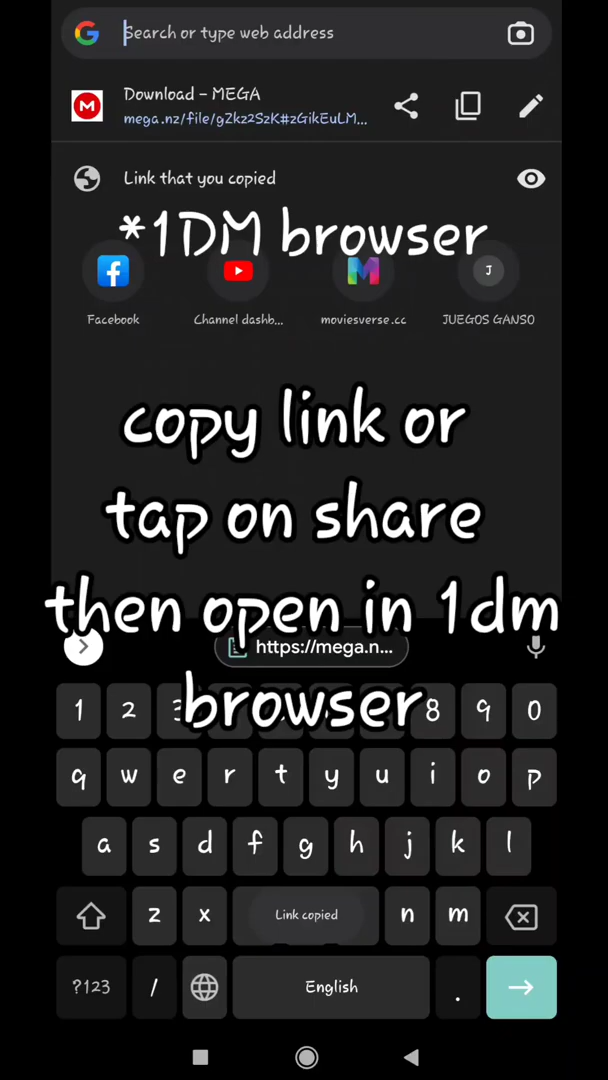 Search or type web address
Download – MEGA
mega.nz/file/gZkz2SzK#zGikEuLM...
Link that you copied
*1DM browser
Facebook
Channel dashb...
moviesverse.cc
J
JUEGOS GANSO
copy link or
tap on share
then open in 1dm
https://mega.n...
browser
1 2 3 8 9 0
q w e r t y u i o p
a s d f g h j k l
z x Link copied n m
?123 / English .